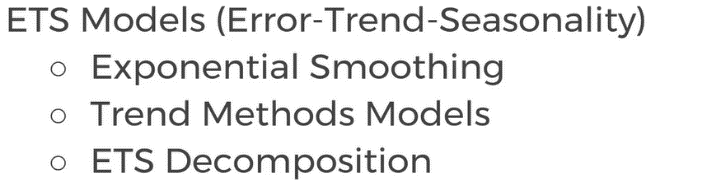 ETS Models (Error-Trend-Seasonality)
○ Exponential Smoothing
○ Trend Methods Models
○ ETS Decomposition